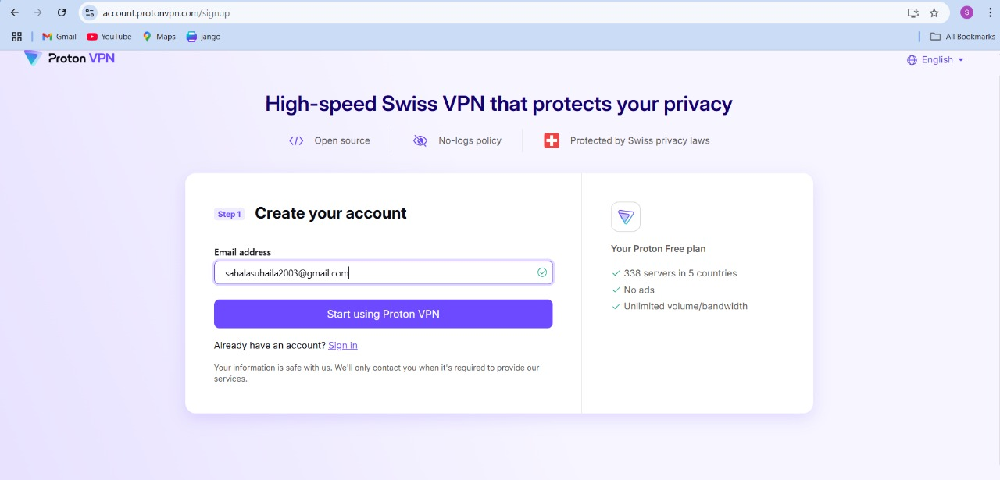 account.protonvpn.com/signup
S
Gmail
YouTube
Maps
jango
All Bookmarks
Proton VPN
English
High-speed Swiss VPN that protects your privacy
Open source
No-logs policy
Protected by Swiss privacy laws
Step 1
Create your account
Email address
sahalasuhaila2003@gmail.com
Start using Proton VPN
Already have an account? Sign in
Your information is safe with us. We'll only contact you when it's required to provide our
services.
Your Proton Free plan
338 servers in 5 countries
No ads
Unlimited volume/bandwidth